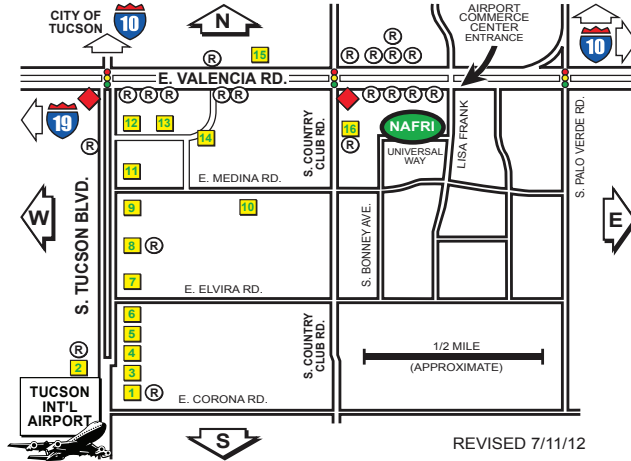 CITY OF
TUCSON
10
N
AIRPORT
COMMERCE
CENTER
ENTRANCE
10
R
15
R
R R R
E. VALENCIA RD.
19
R R R
R R
R R R R
12
13
14
16
R
NAFRI
UNIVERSAL
WAY
LISA FRANK
S. PALO VERDE RD.
S. COUNTRY
CLUB RD.
R
11
E. MEDINA RD.
W
S. TUCSON BLVD.
9
10
S. BONNEY AVE.
E
8
R
7
E. ELVIRA RD.
6
5
4
3
S. COUNTRY
CLUB RD.
1/2 MILE
(APPROXIMATE)
R
2
1
R
E. CORONA RD.
TUCSON
INT'L
AIRPORT
S
REVISED 7/11/12